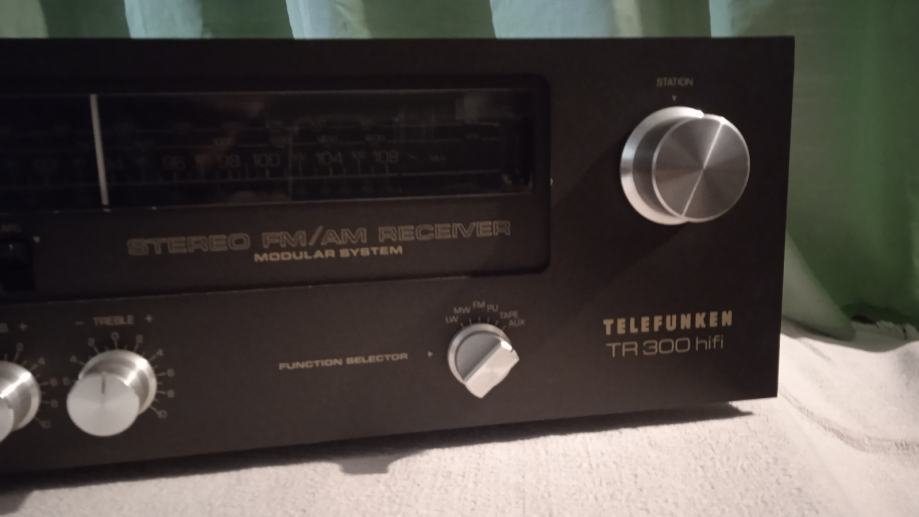 STATION
98 100 104 108
STEREO FM/AM RECEIVER
MODULAR SYSTEM
- TREBLE +
LW MW FM PU TAPE AUX
FUNCTION SELECTOR
TELEFUNKEN
TR 300 hifi